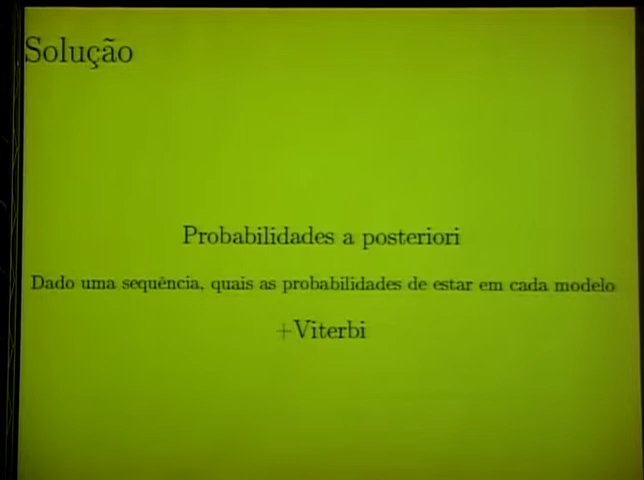 Solução
Probabilidades a posteriori
Dado uma sequência, quais as probabilidades de estar em cada modelo
+Viterbi